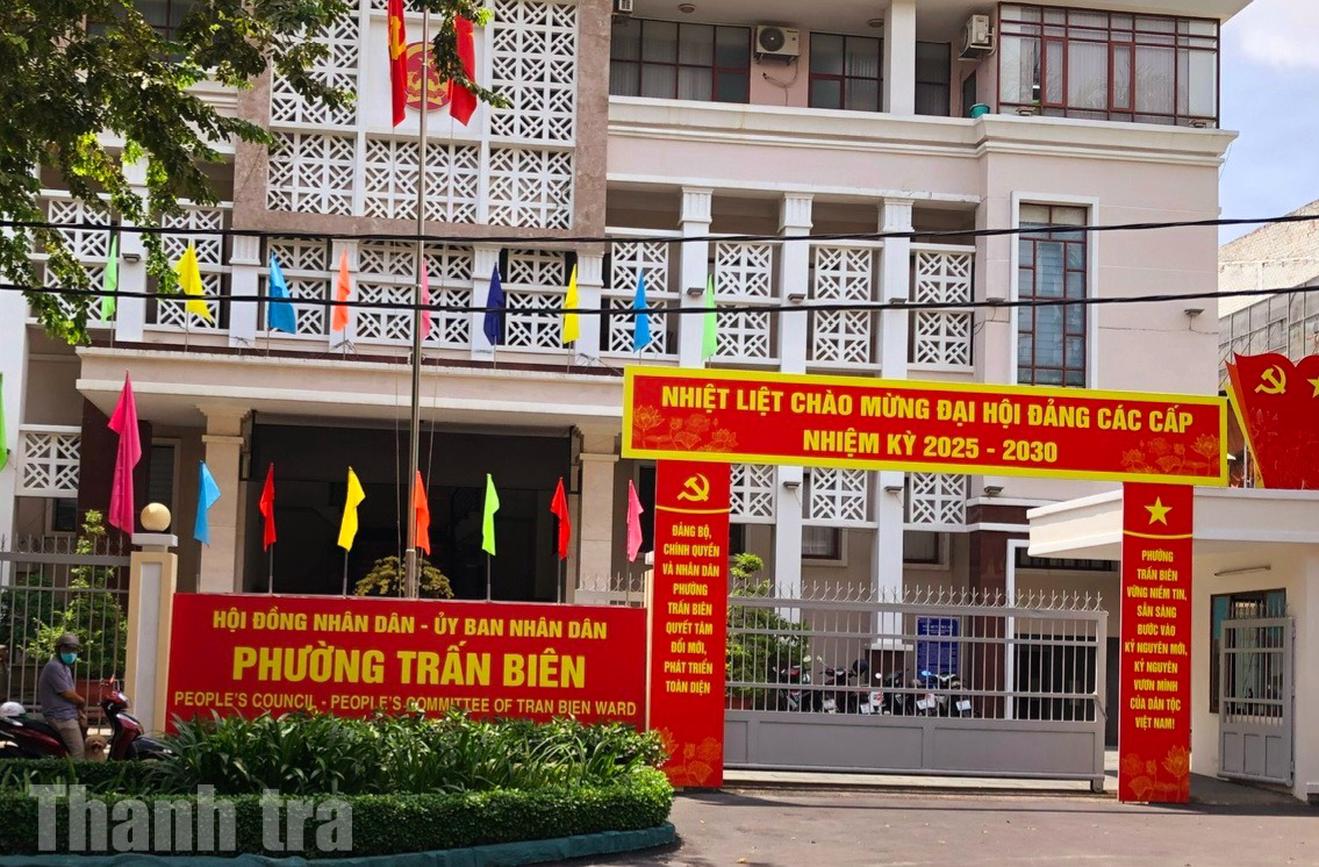 NHIỆT LIỆT CHÀO MỪNG ĐẠI HỘI ĐẢNG CÁC CẤP
NHIỆM KỲ 2025 - 2030
ĐẢNG BỘ,
CHÍNH QUYỀN
VÀ NHÂN DÂN
PHƯỜNG
TRẤN BIÊN
QUYẾT TÂM
ĐỔI MỚI,
PHÁT TRIỂN
TOÀN DIỆN
PHƯỜNG
TRẤN BIÊN
VỮNG NIỀM TIN,
SẴN SÀNG
BƯỚC VÀO
KỶ NGUYÊN MỚI,
KỶ NGUYÊN
VƯƠN MÌNH
CỦA DÂN TỘC
VIỆT NAM!
HỘI ĐỒNG NHÂN DÂN - ỦY BAN NHÂN DÂN
PHƯỜNG TRẤN BIÊN
PEOPLE'S COUNCIL - PEOPLE'S COMMITTEE OF TRAN BIEN WARD
Thanh tra